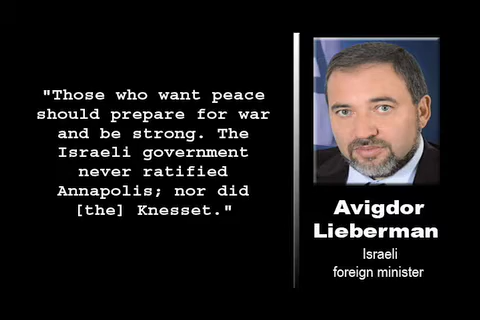 "Those who want peace
should prepare for war
and be strong. The
Israeli government
never ratified
Annapolis; nor did
[the] Knesset."
Avigdor
Lieberman
Israeli
foreign minister